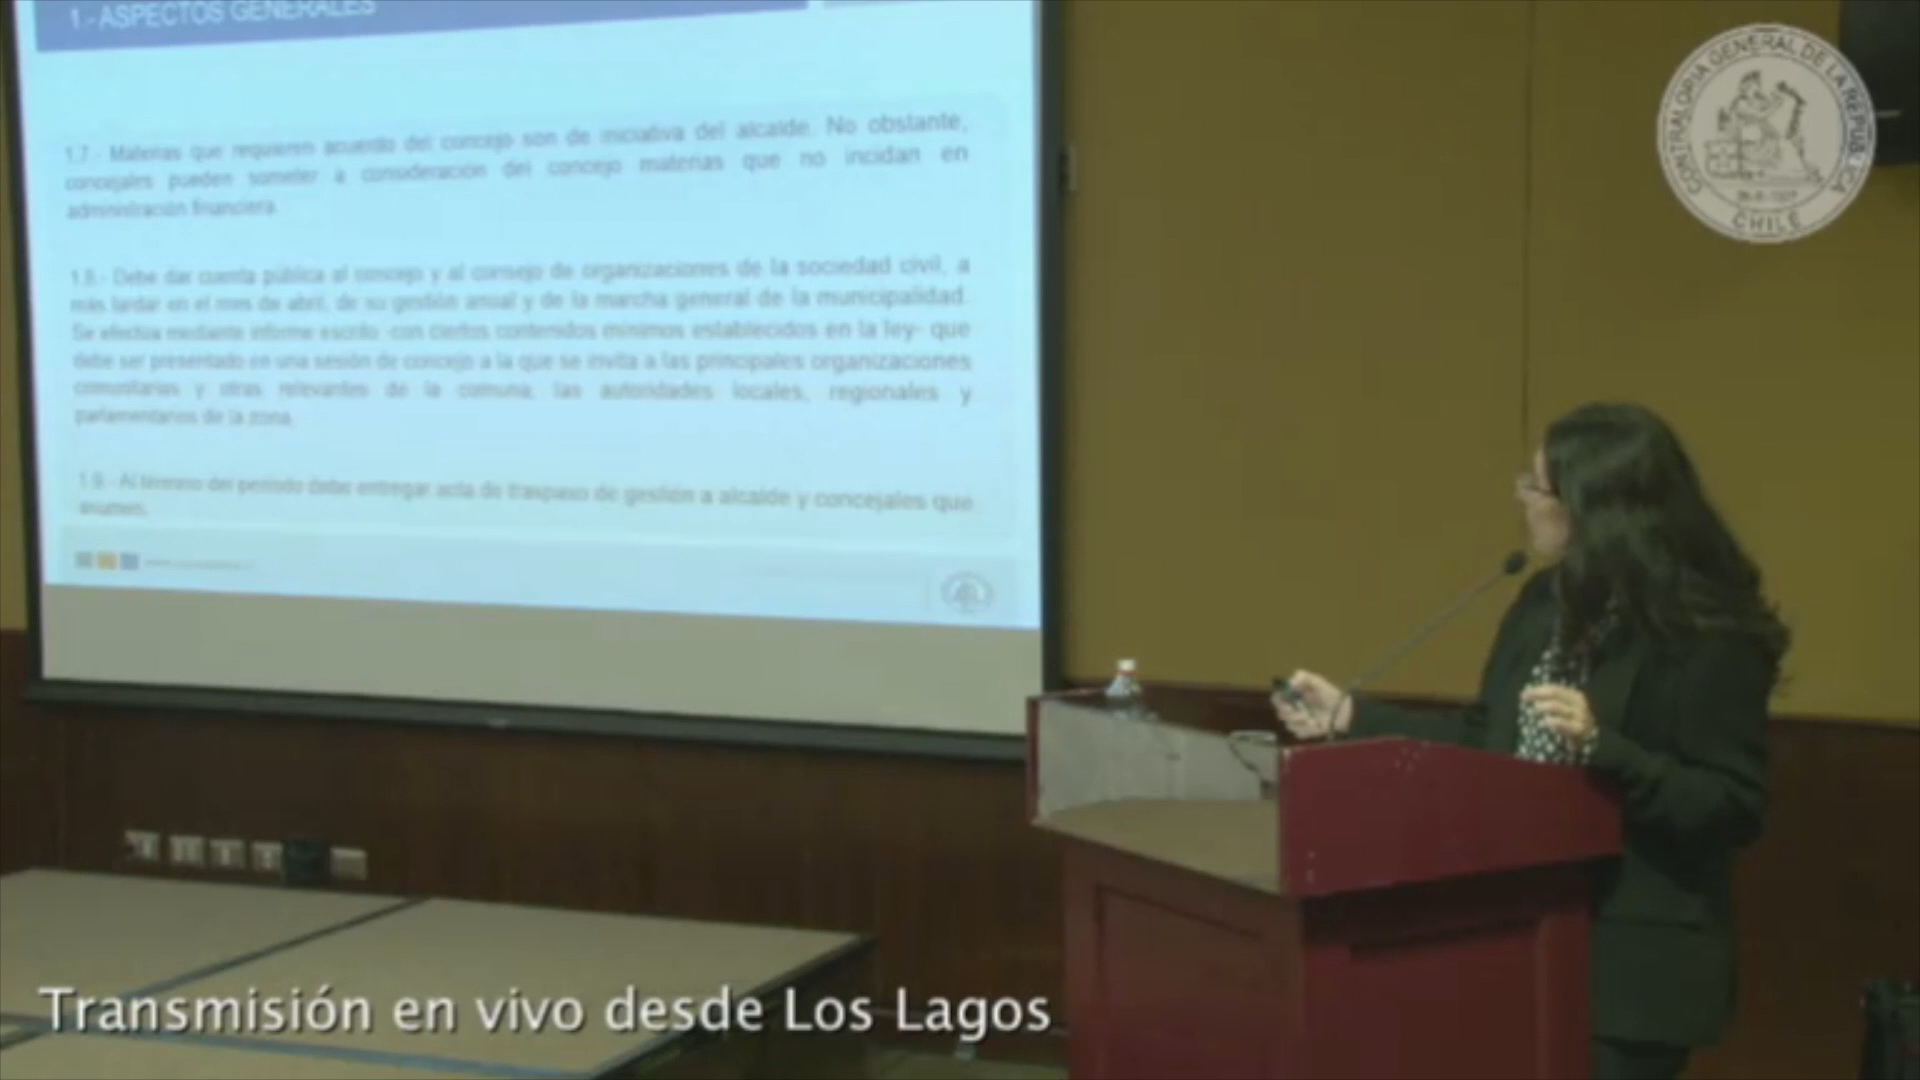 1.- ASPECTOS GENERALES
1.7.- Materias que requieren acuerdo del concejo son de iniciativa del alcalde. No obstante,
concejales pueden someter a consideración del concejo materias que no incidan en
administración financiera.
1.8.- Debe dar cuenta pública al concejo y al consejo de organizaciones de la sociedad civil, a
más tardar en el mes de abril, de su gestión anual y de la marcha general de la municipalidad.
Se efectúa mediante informe escrito -con ciertos contenidos mínimos establecidos en la ley- que
debe ser presentado en una sesión de concejo a la que se invita a las principales organizaciones
comunitarias y otras relevantes de la comuna, las autoridades locales, regionales y
parlamentarios de la zona.
1.9.- Al término del período debe entregar acta de traspaso de gestión a alcalde y concejales que
asumen.
CONTRALORIA GENERAL DE LA REPUBLICA
CHILE
Transmisión en vivo desde Los Lagos